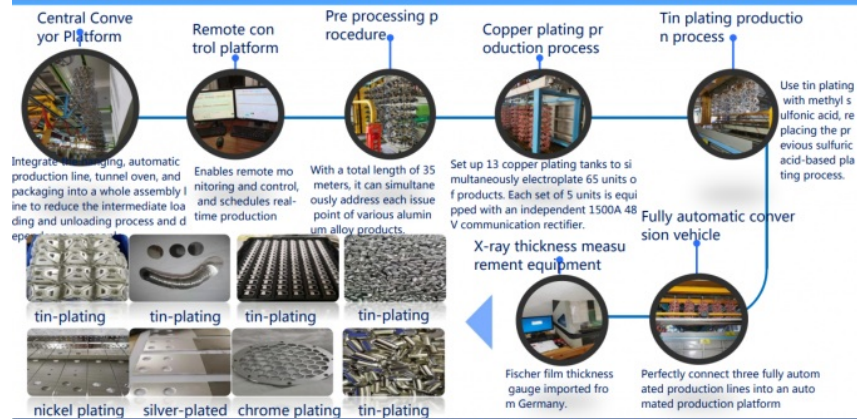 Central Conve
yor Platform
Remote con
trol platform
Pre processing p
rocedure
Copper plating pr
oduction process
Tin plating productio
n process
Integrate the hanging, automatic
production line, tunnel oven, and
packaging into a whole assembly l
ine to reduce the intermediate loa
ding and unloading process and d
Enables remote mo
nitoring and control,
and schedules real-
time production
With a total length of 35
meters, it can simultane
ously address each issue
point of various alumin
um alloy products.
Set up 13 copper plating tanks to si
multaneously electroplate 65 units o
f products. Each set of 5 units is equi
pped with an independent 1500A 48
V communication rectifier.
Use tin plating
with methyl s
ulfonic acid, re
placing the pr
evious sulfuric
acid-based pla
ting process.
Fully automatic conver
sion vehicle
Perfectly connect three fully autom
ated production lines into an auto
mated production platform
X-ray thickness measu
rement equipment
Fischer film thickness
gauge imported fro
m Germany.
tin-plating
tin-plating
tin-plating
tin-plating
nickel plating
silver-plated
chrome plating
tin-plating